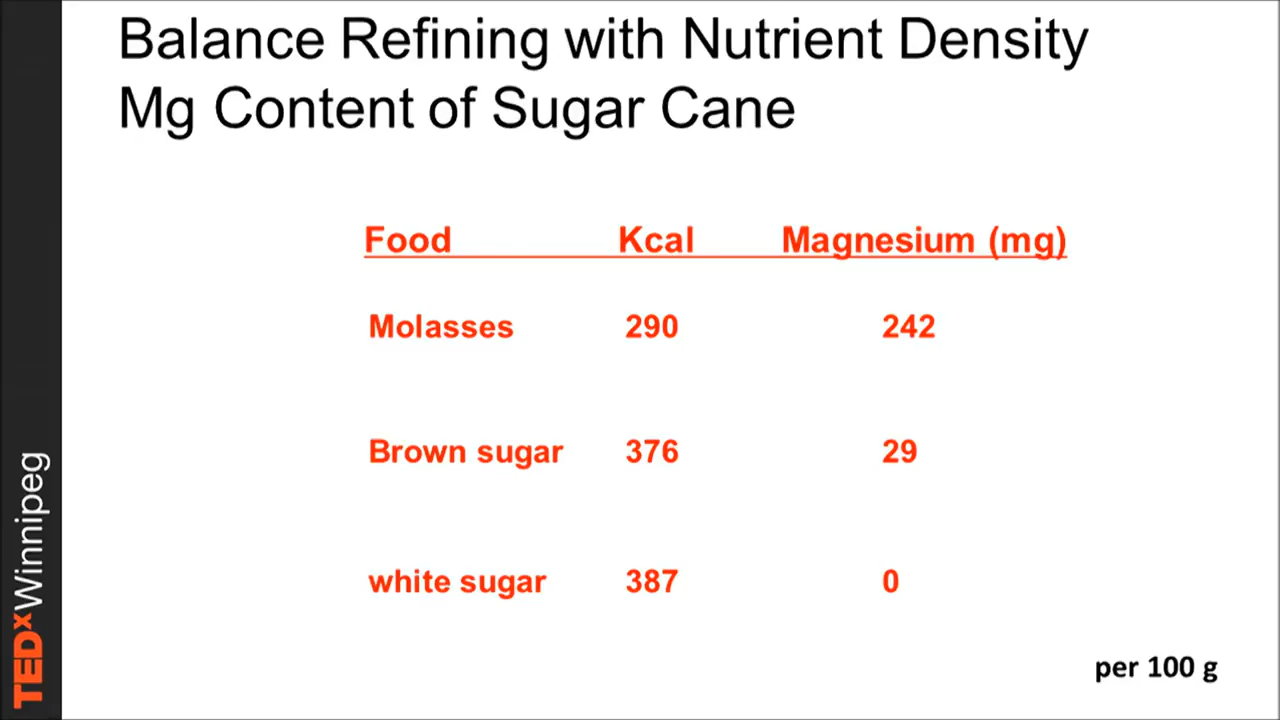 Balance Refining with Nutrient Density
Mg Content of Sugar Cane
Food Kcal Magnesium (mg)
Molasses 290 242
Brown sugar 376 29
white sugar 387 0
per 100 g
TEDxWinnipeg